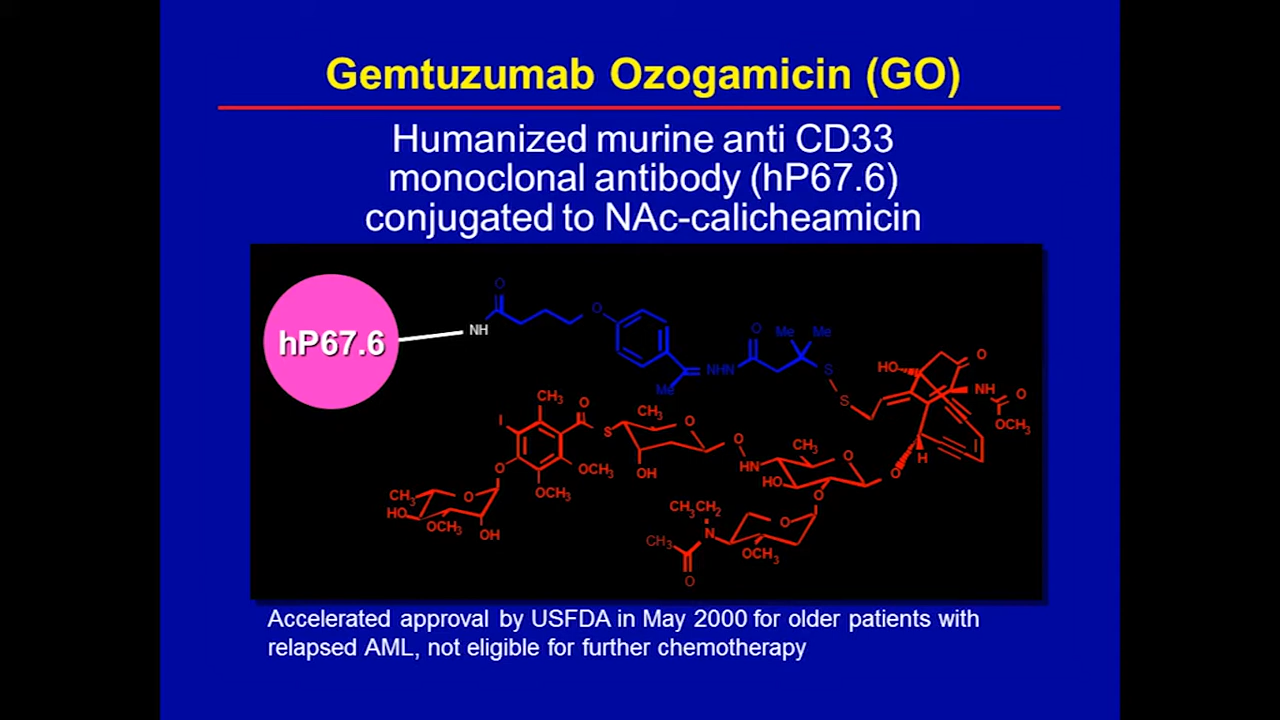 Gemtuzumab Ozogamicin (GO)
Humanized murine anti CD33
monoclonal antibody (hP67.6)
conjugated to NAc-calicheamicin
hP67.6
NH
O
O
Me
NHN
O
Me
Me
S
S
HO
O
NH
O
OCH3
H
O
CH3
O
I
S
OCH3
OCH3
O
CH3
O
OH
O
HN
CH3
O
HO
O
CH3
O
HO
OCH3
OH
CH3CH2
N
CH3
O
O
OCH3
Accelerated approval by USFDA in May 2000 for older patients with
relapsed AML, not eligible for further chemotherapy